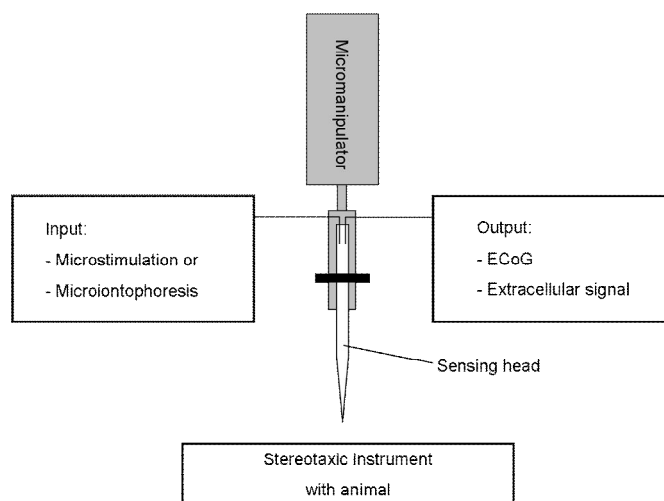 Micromanipulator
Input:
- Microstimulation or
- Microiontophoresis
Output:
- ECoG
- Extracellular signal
Sensing head
Stereotaxic Instrument
with animal